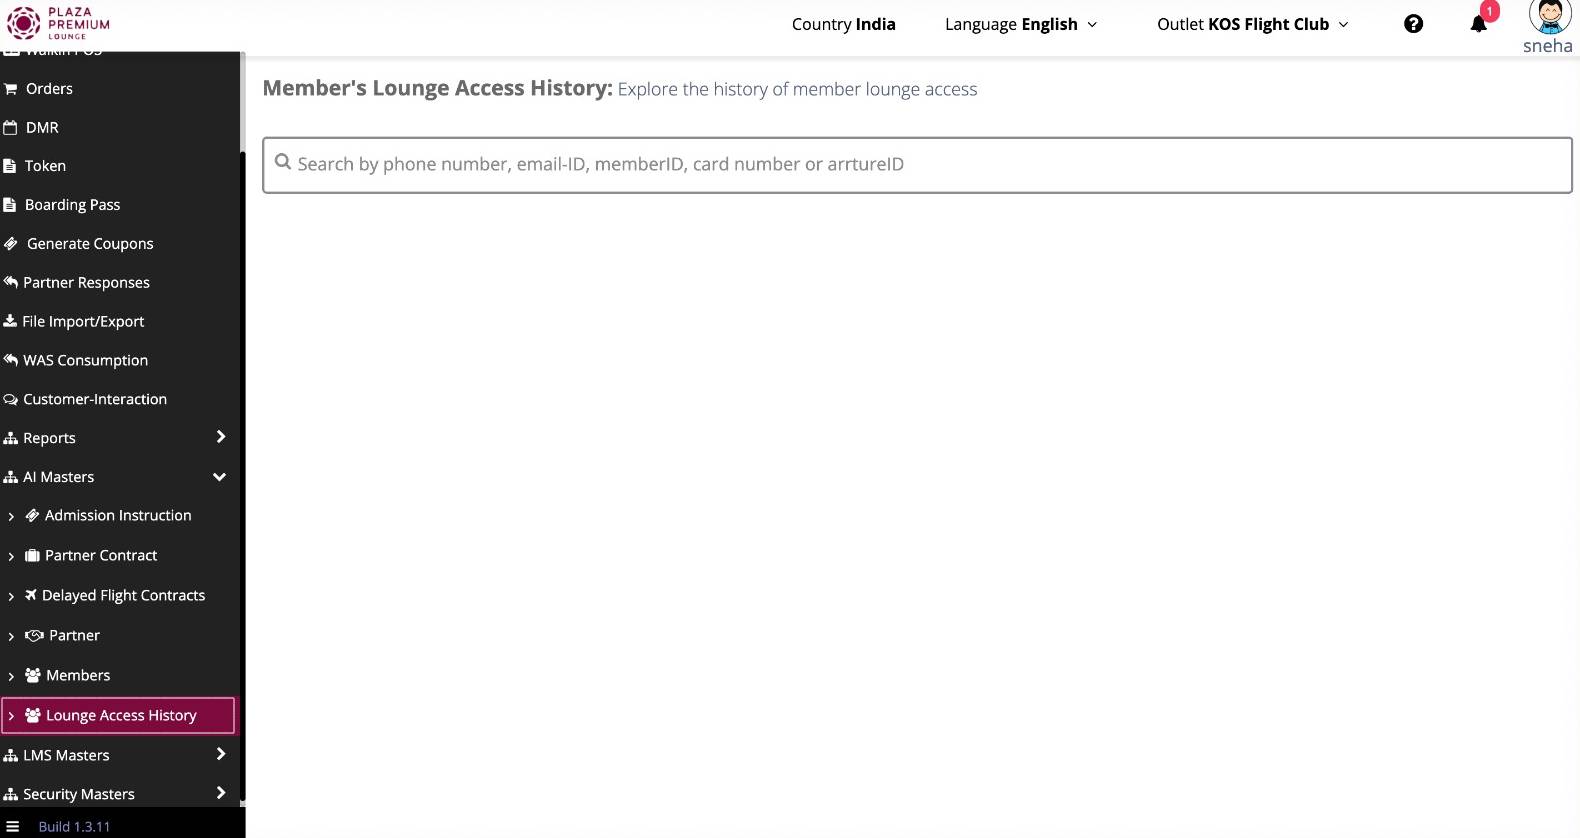 PLAZA
PREMIUM
LOUNGE
Country India
Language English
Outlet KOS Flight Club
1
sneha
Walkin POS
Orders
DMR
Token
Boarding Pass
Generate Coupons
Partner Responses
File Import/Export
WAS Consumption
Customer-Interaction
Reports
AI Masters
Admission Instruction
Partner Contract
Delayed Flight Contracts
Partner
Members
Lounge Access History
LMS Masters
Security Masters
Build 1.3.11
Member's Lounge Access History: Explore the history of member lounge access
Search by phone number, email-ID, memberID, card number or arrtureID